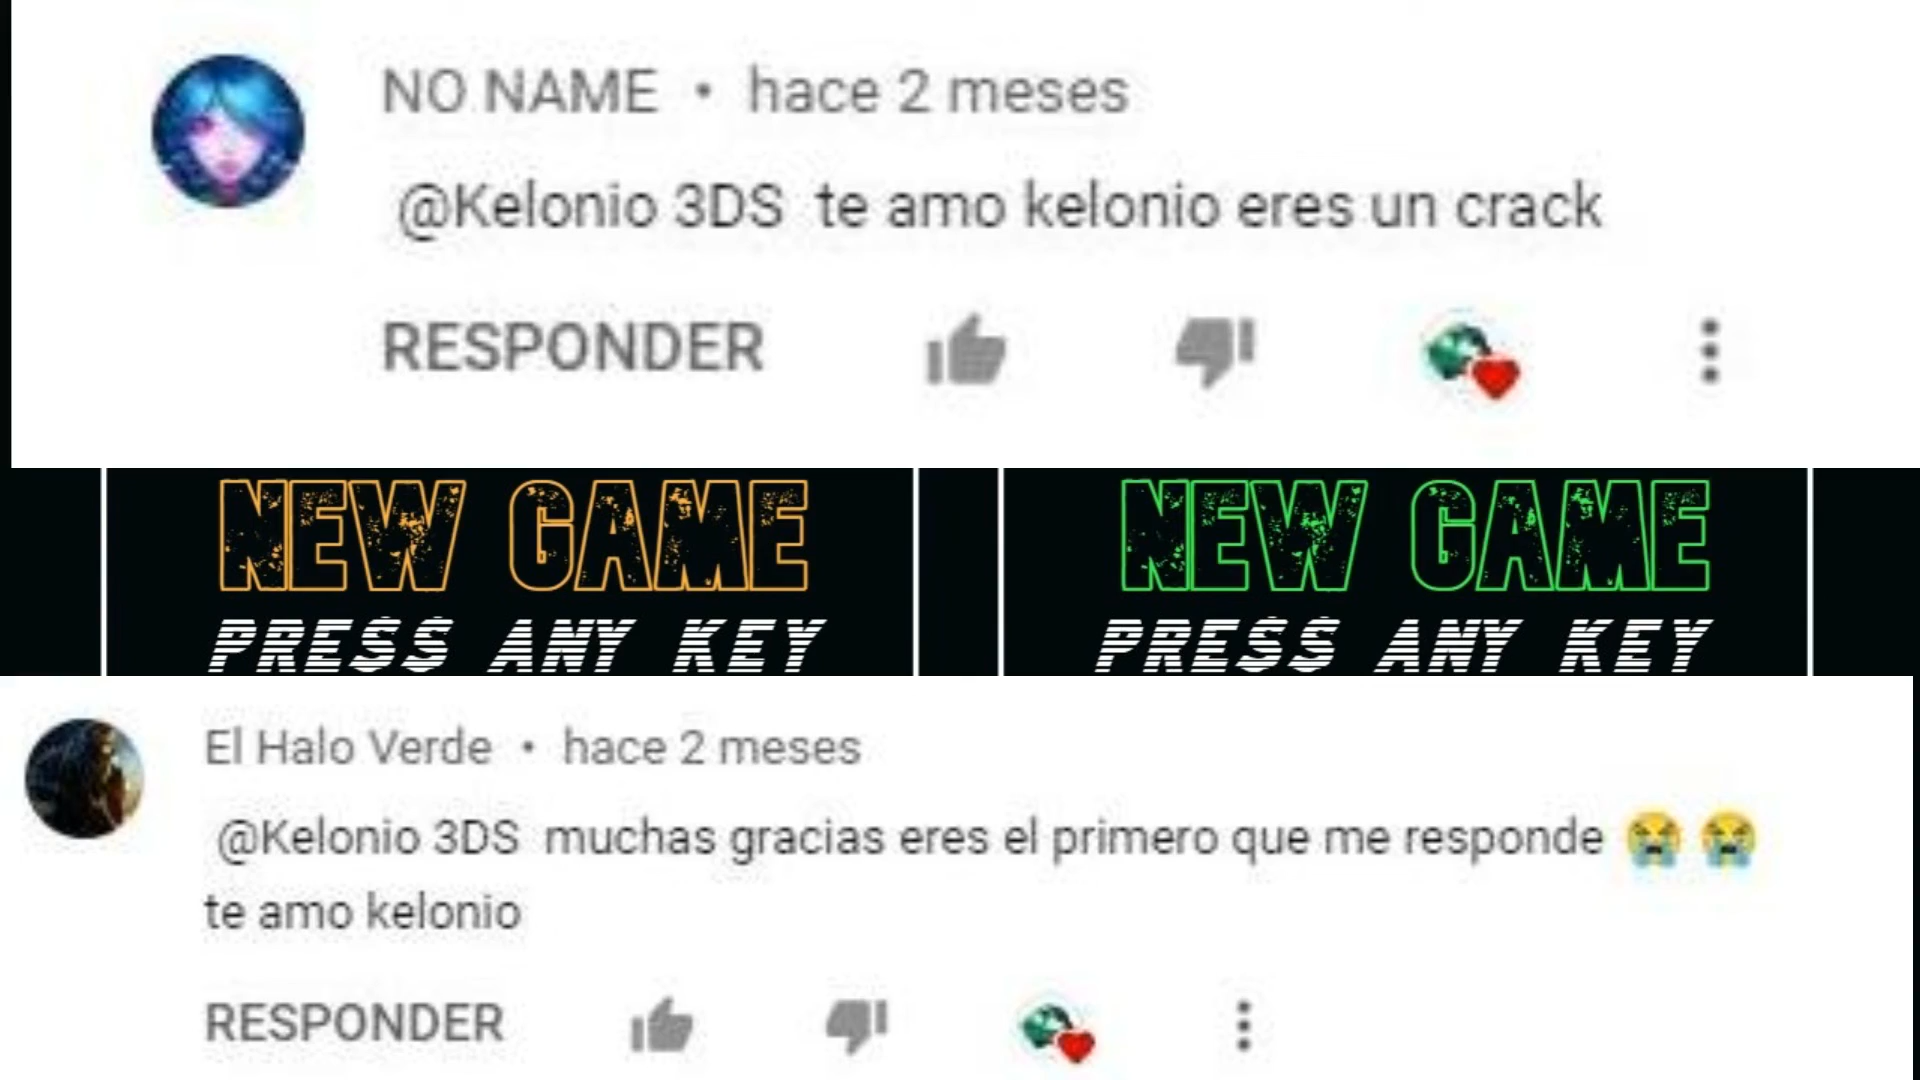 NO NAME • hace 2 meses
@Kelonio 3DS te amo kelonio eres un crack
RESPONDER
NEW GAME NEW GAME
PRESS ANY KEY PRESS ANY KEY
El Halo Verde • hace 2 meses
@Kelonio 3DS muchas gracias eres el primero que me responde 😭 😭
te amo kelonio
RESPONDER